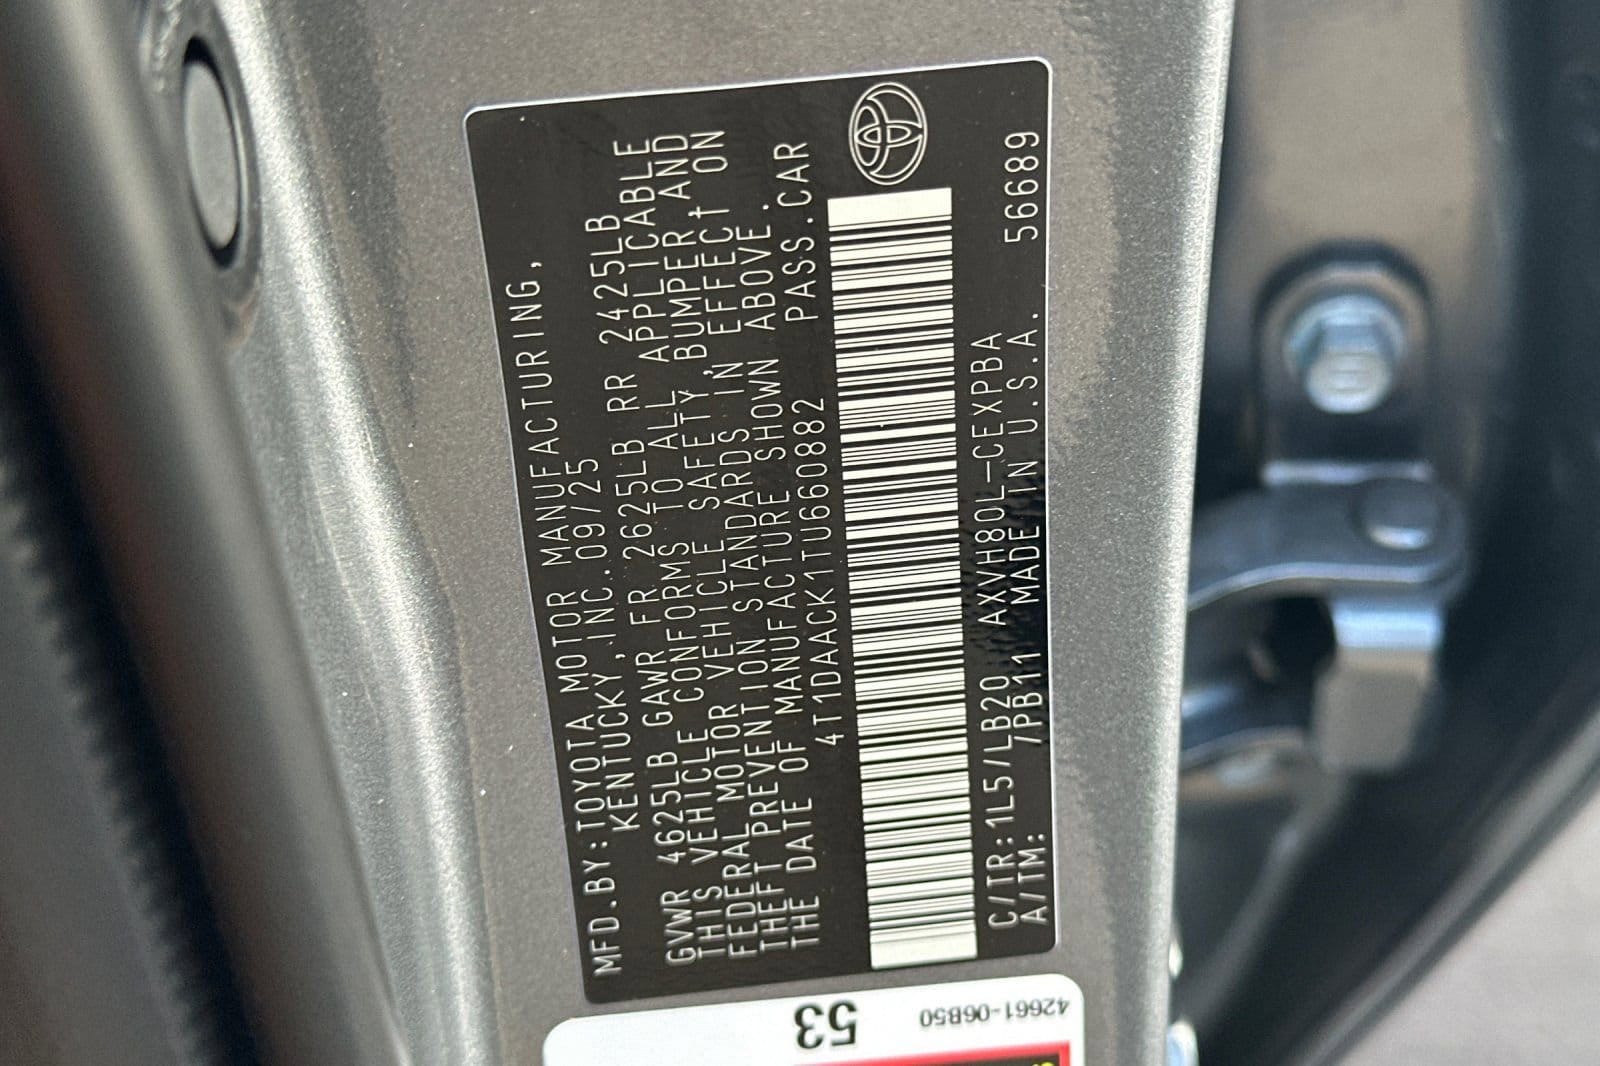 MFD.BY:TOYOTA MOTOR MANUFACTURING,
KENTUCKY,INC.09/25
GVWR 4625LB GAWR FR 2625LB RR 2425LB
THIS VEHICLE CONFORMS TO ALL APPLICABLE
FEDERAL MOTOR VEHICLE SAFETY,BUMPER,AND
THEFT PREVENTION STANDARDS IN EFFECT ON
THE DATE OF MANUFACTURE SHOWN ABOVE.
4T1DAACK1TU660882 PASS.CAR
C/TR:1L5/LB20 AXVH80L-CEXPBA
A/TM: /PB11 MADE IN U.S.A. 56689
53
42661-06B50